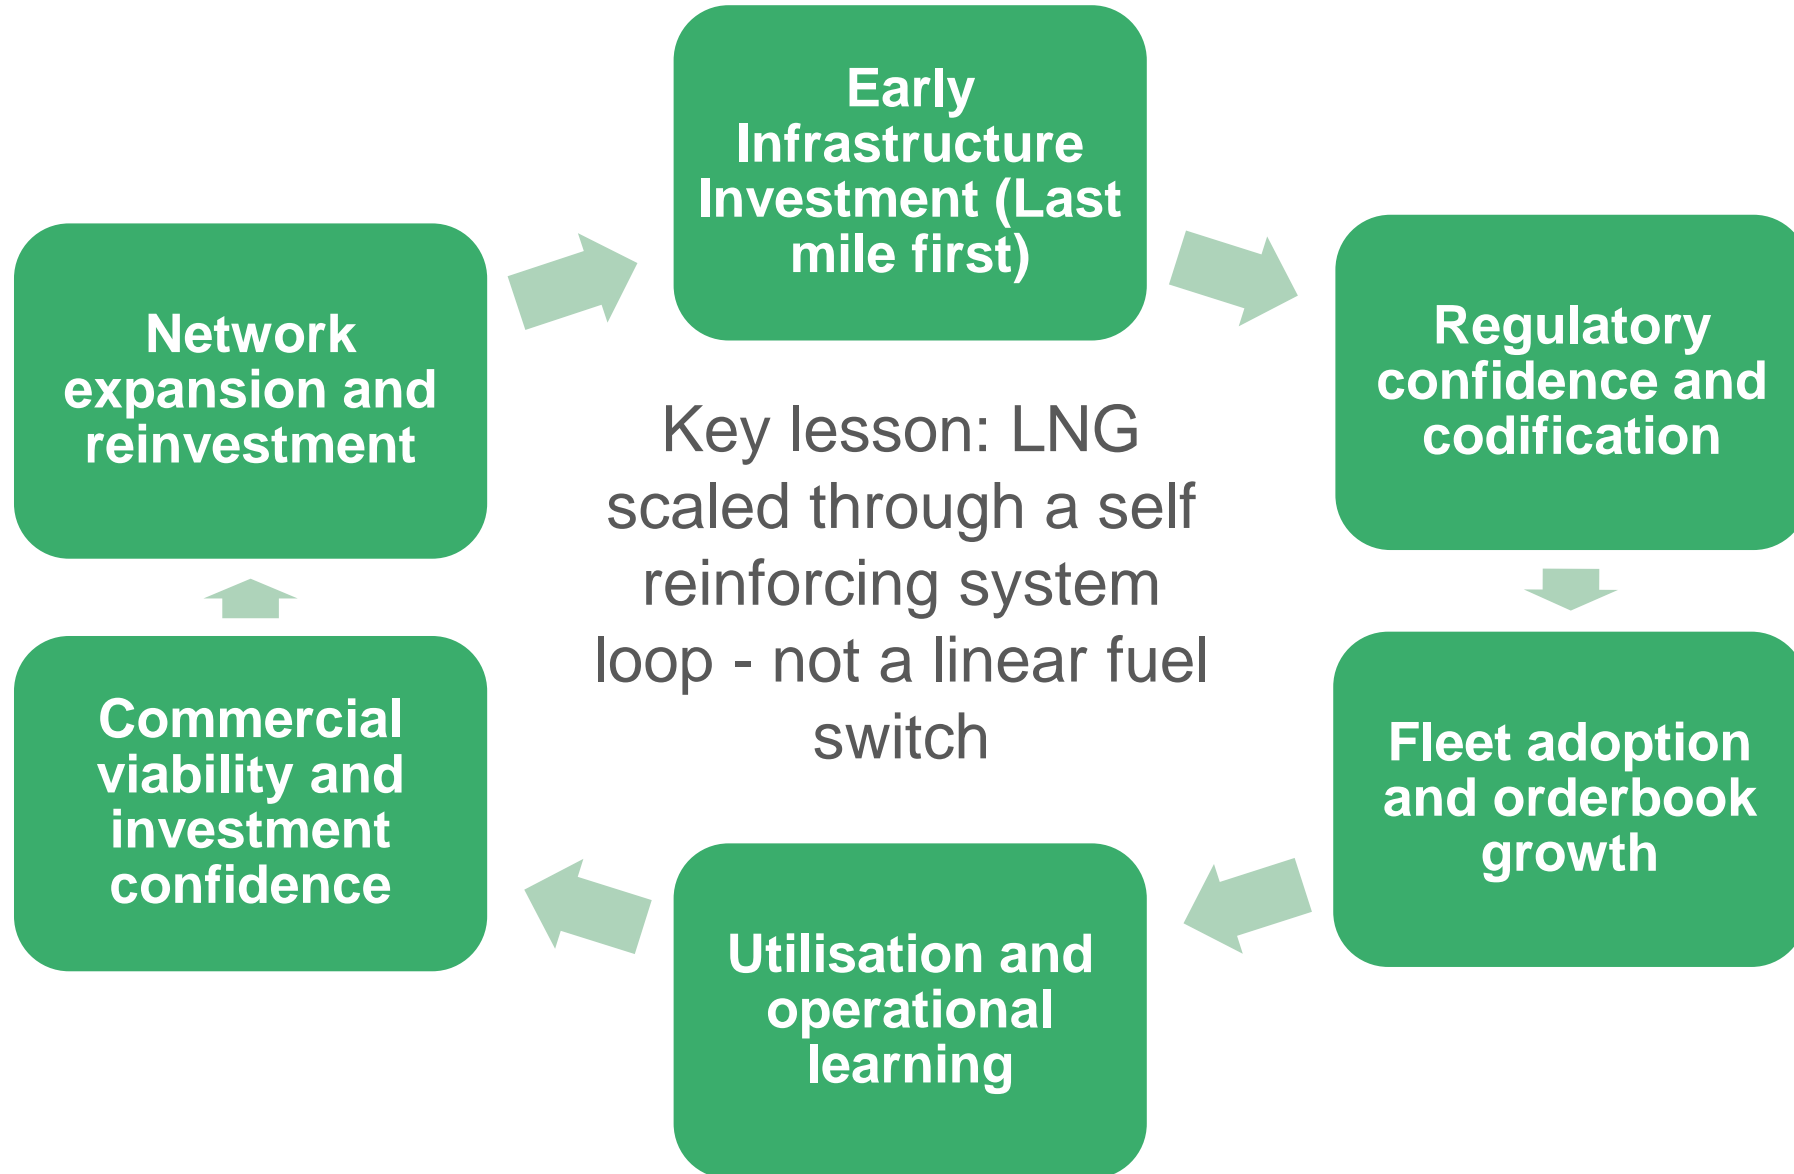 Early
Infrastructure
Investment (Last
mile first)
Regulatory
confidence and
codification
Fleet adoption
and orderbook
growth
Utilisation and
operational
learning
Commercial
viability and
investment
confidence
Network
expansion and
reinvestment
Key lesson: LNG
scaled through a self
reinforcing system
loop - not a linear fuel
switch